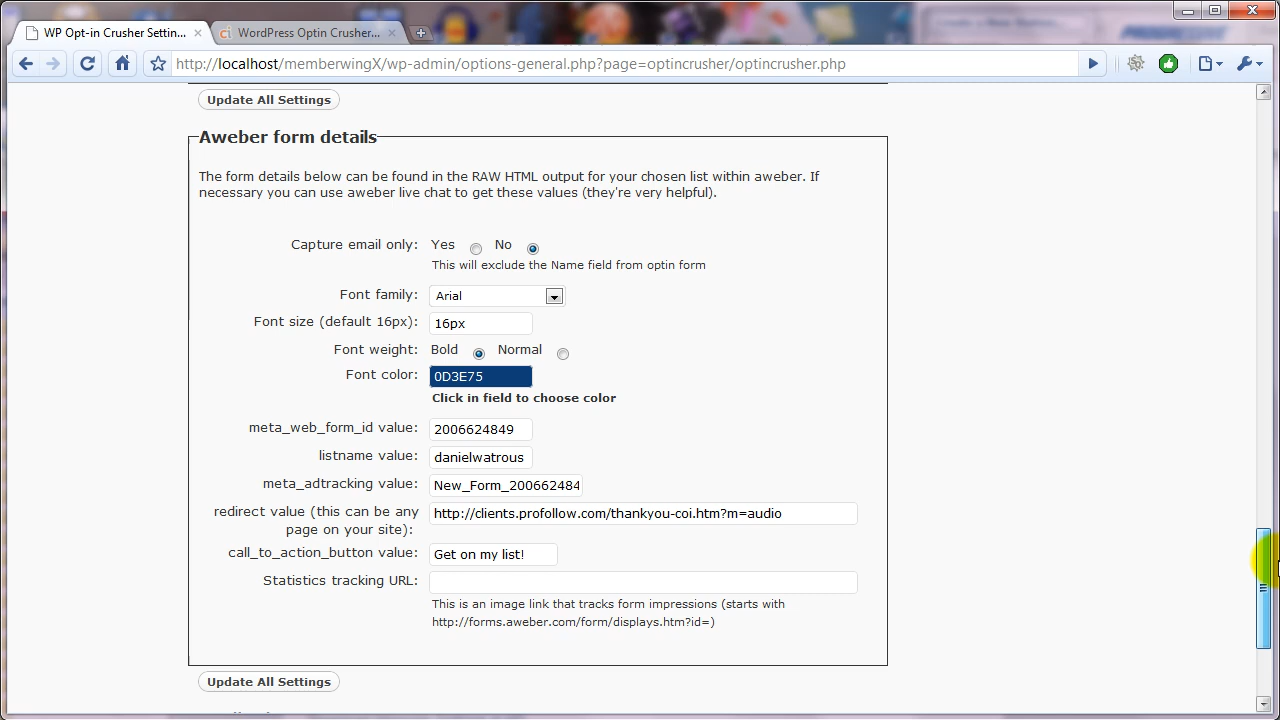 WP Opt-in Crusher Settin...
WordPress Optin Crusher...
http://localhost/memberwingX/wp-admin/options-general.php?page=optincrusher/optincrusher.php
Update All Settings
Aweber form details
The form details below can be found in the RAW HTML output for your chosen list within aweber. If
necessary you can use aweber live chat to get these values (they're very helpful).
Capture email only: Yes No
This will exclude the Name field from optin form
Font family: Arial
Font size (default 16px): 16px
Font weight: Bold Normal
Font color: 0D3E75
Click in field to choose color
meta_web_form_id value: 2006624849
listname value: danielwatrous
meta_adtracking value: New_Form_200662484
redirect value (this can be any
page on your site):
http://clients.profollow.com/thankyou-coi.htm?m=audio
call_to_action_button value: Get on my list!
Statistics tracking URL:
This is an image link that tracks form impressions (starts with
http://forms.aweber.com/form/displays.htm?id=)
Update All Settings